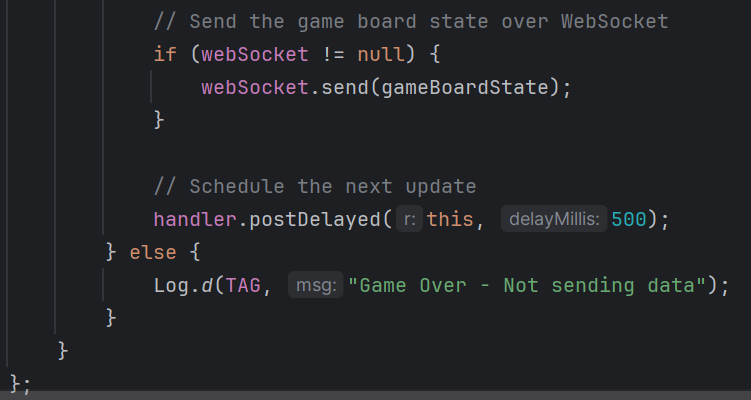 // Send the game board state over WebSocket
if (webSocket != null) {
webSocket.send(gameBoardState);
}
// Schedule the next update
handler.postDelayed( r: this, delayMillis: 500);
} else {
Log.d(TAG, msg: "Game Over - Not sending data");
}
}
};